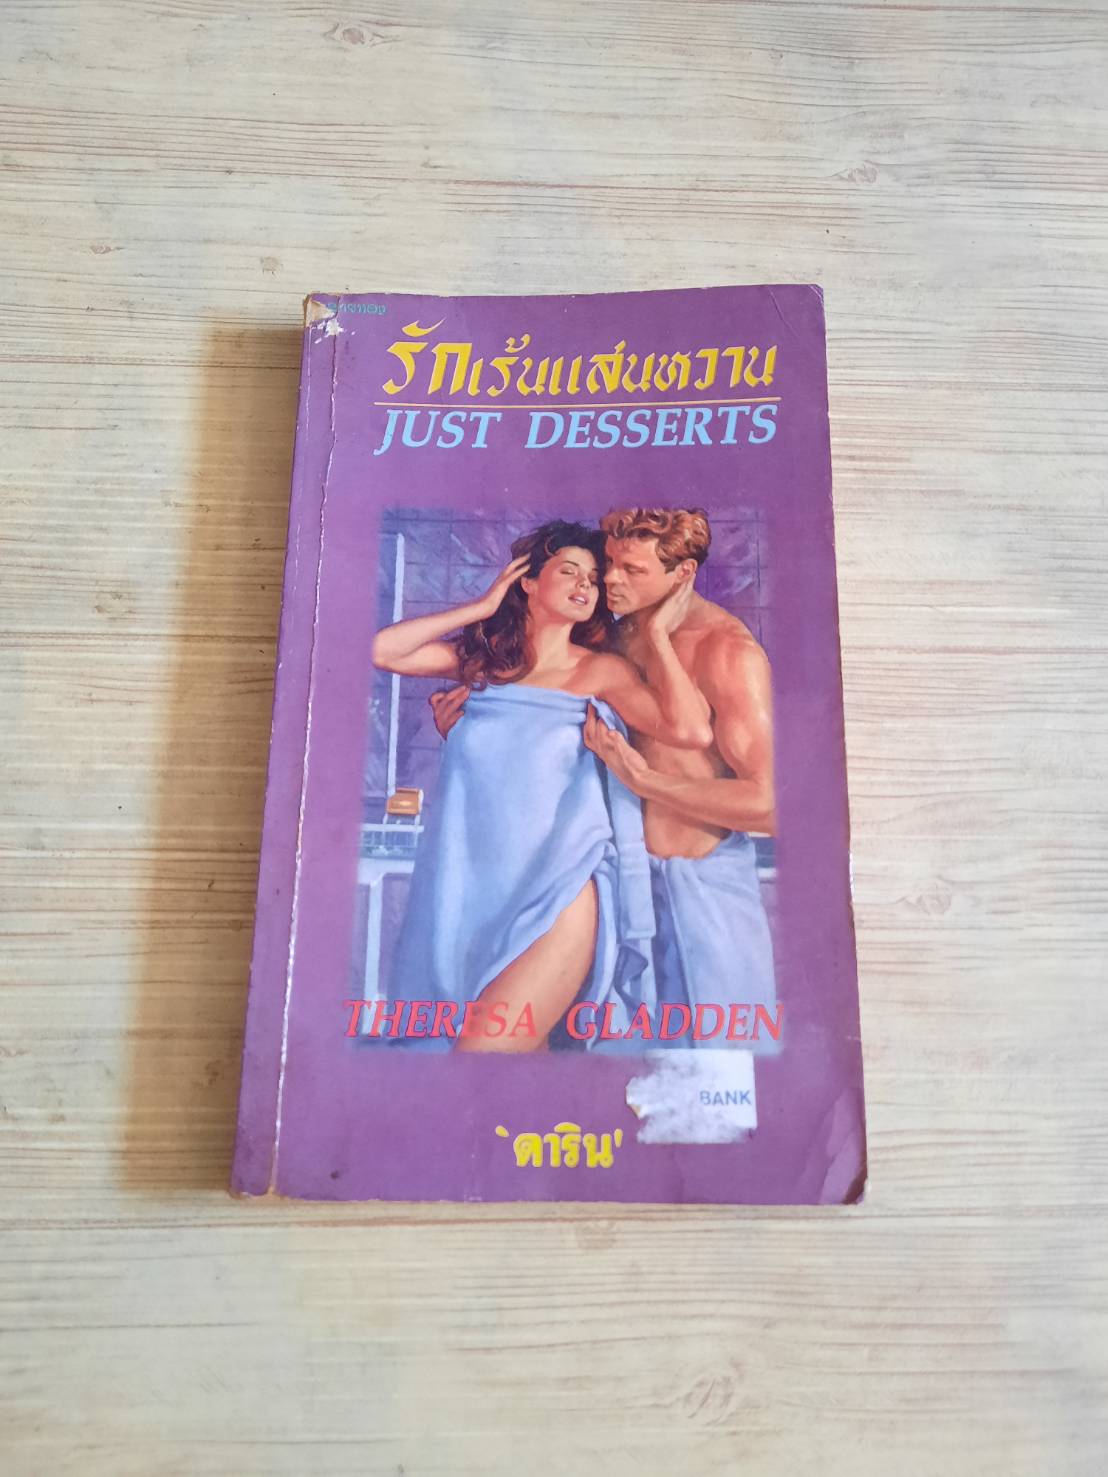 รักเร้นแสนหวาน
JUST DESSERTS
THERESA GLADDEN
BANK
'ดาริน'